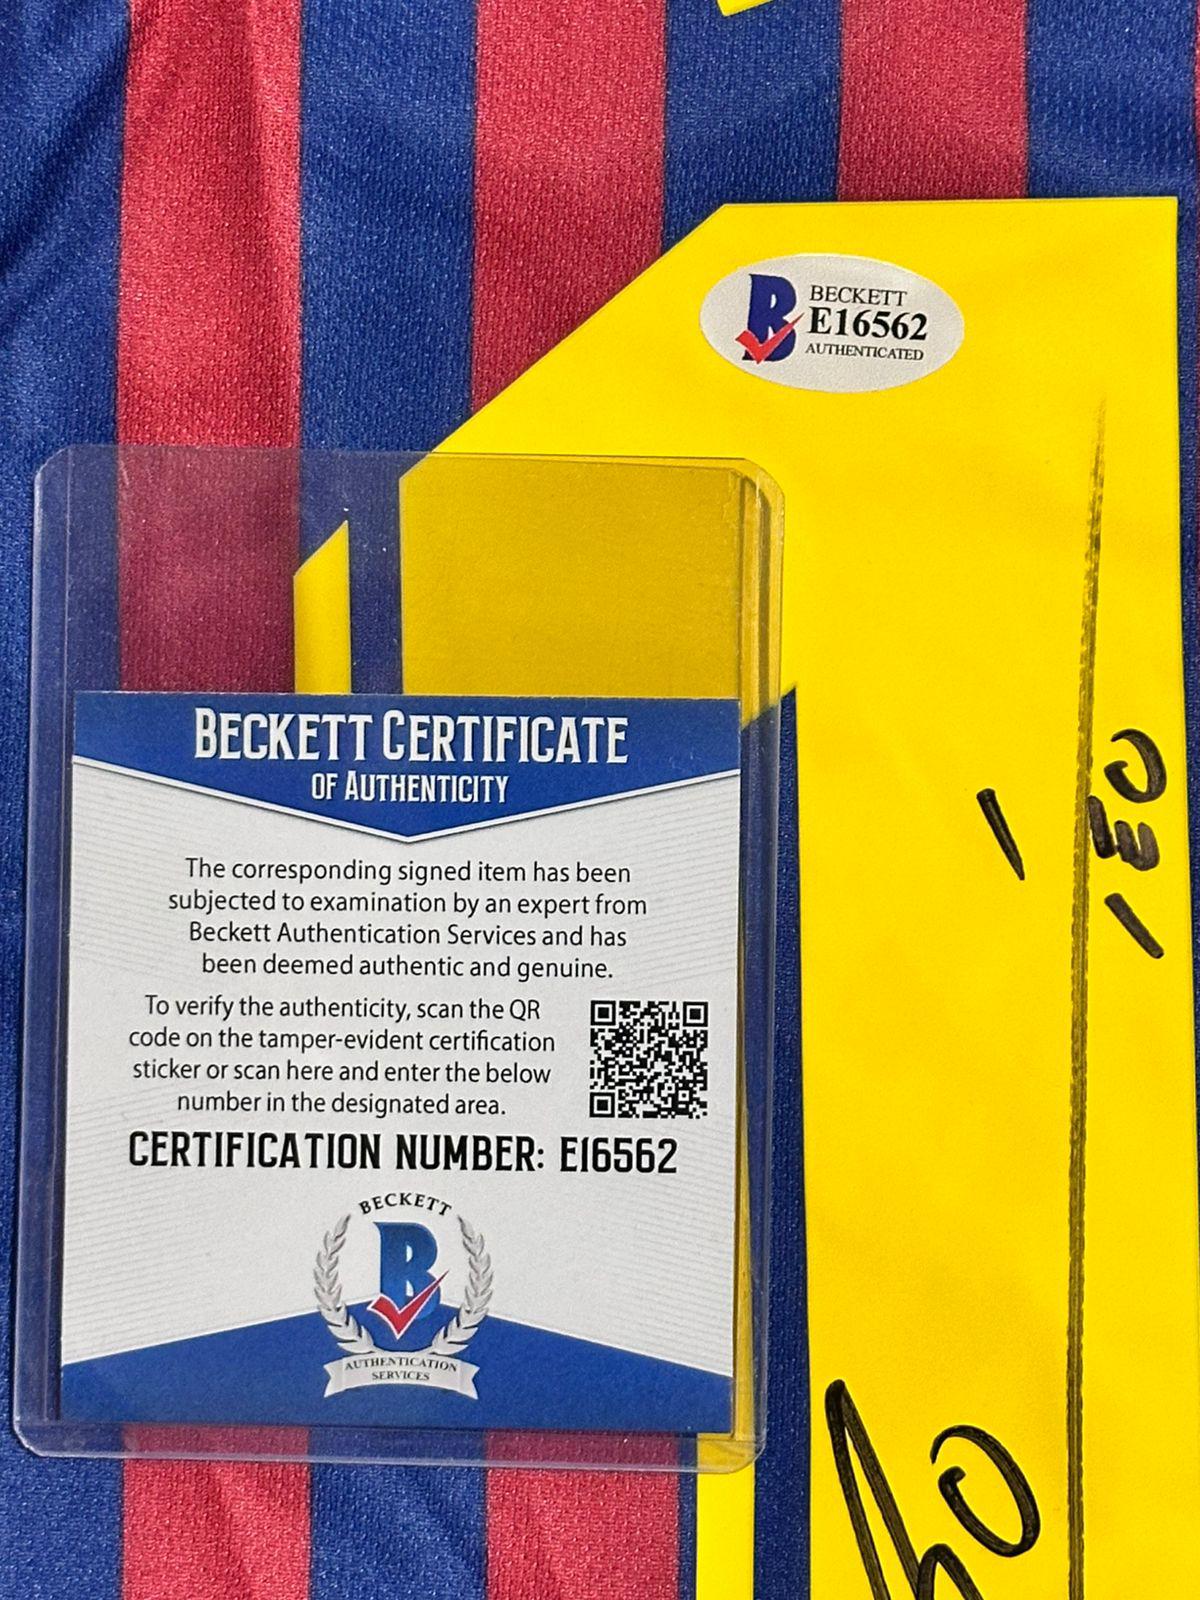 BECKETT
E16562
AUTHENTICATED
BECKETT CERTIFICATE
OF AUTHENTICITY
The corresponding signed item has been
subjected to examination by an expert from
Beckett Authentication Services and has
been deemed authentic and genuine.
To verify the authenticity, scan the QR
code on the tamper-evident certification
sticker or scan here and enter the below
number in the designated area.
CERTIFICATION NUMBER: E16562
BECKETT
B
AUTHENTICATION
SERVICES